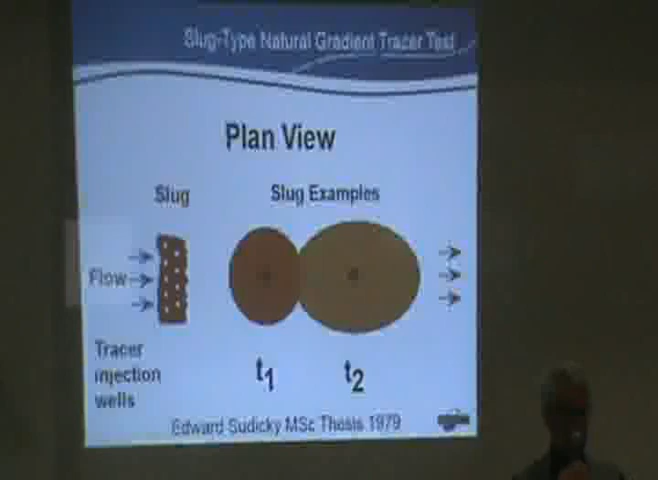 Slug-Type Natural Gradient Tracer Test
Plan View
Slug
Slug Examples
Flow
Tracer
injection
wells
t1
t2
Edward Sudicky MSc Thesis 1979